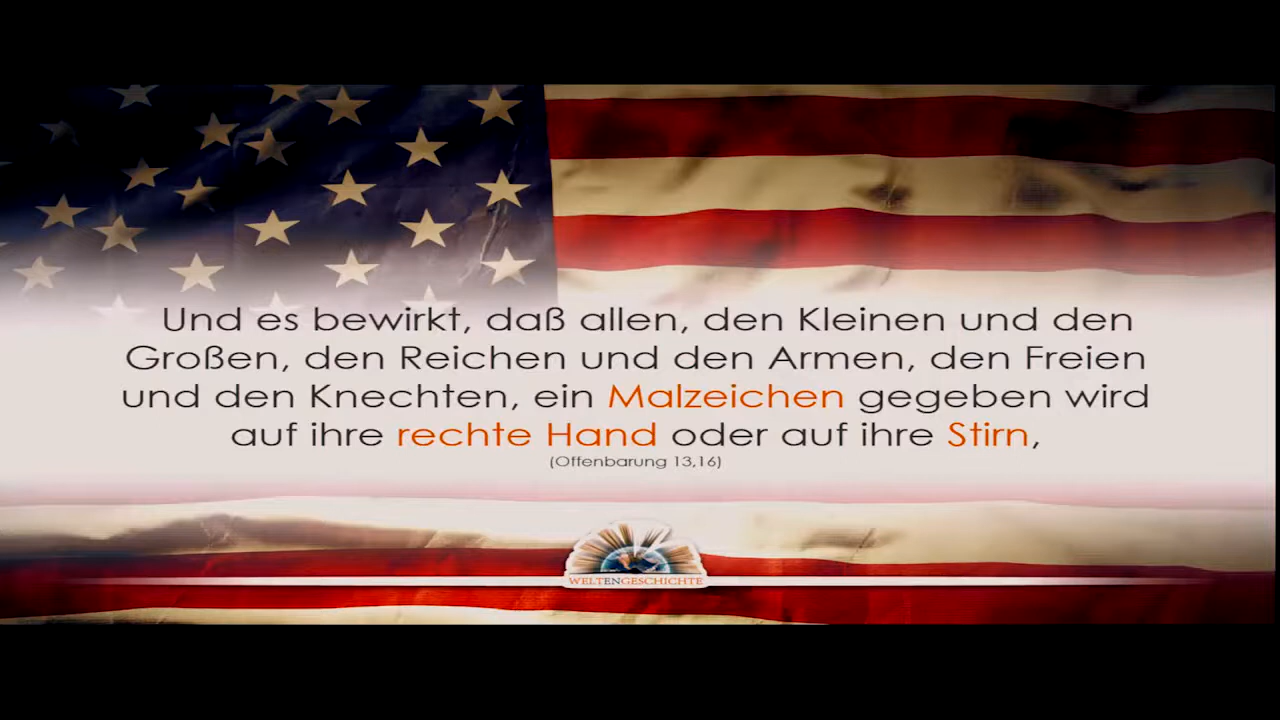 Und es bewirkt, daß allen, den Kleinen und den
Großen, den Reichen und den Armen, den Freien
und den Knechten, ein Malzeichen gegeben wird
auf ihre rechte Hand oder auf ihre Stirn,
(Offenbarung 13,16)
WELTENGESCHICHTE